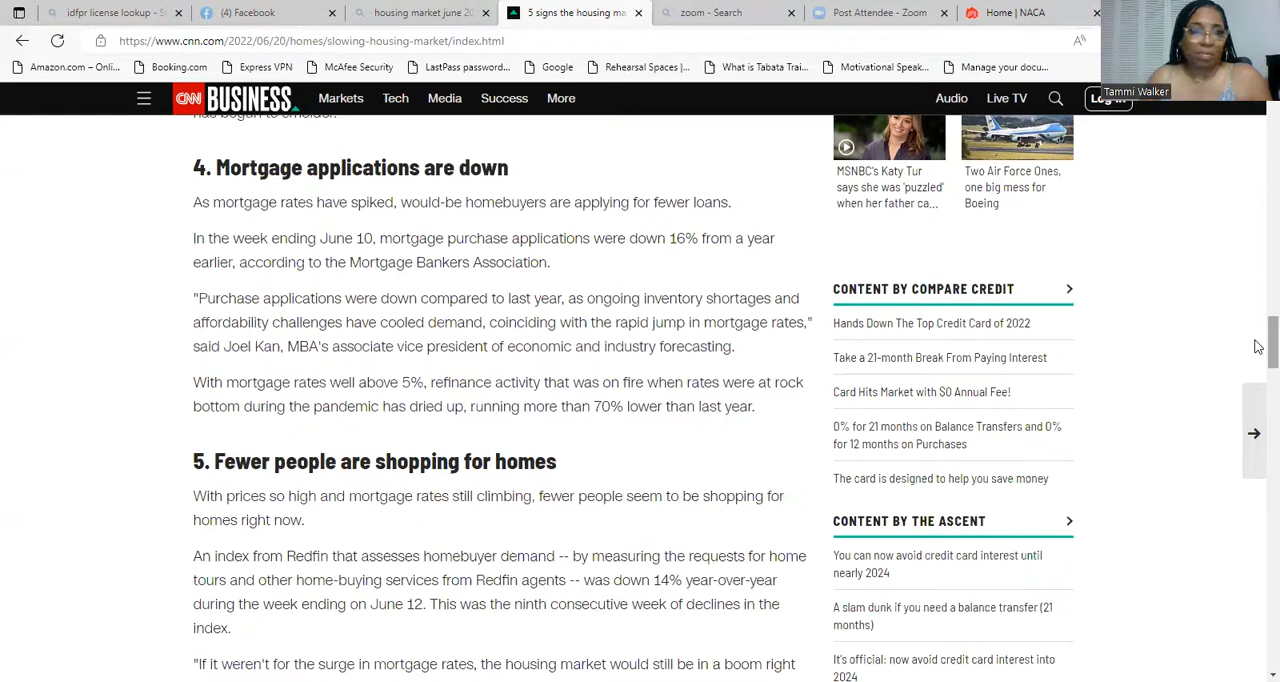 idfpr license lookup - S
(4) Facebook
housing market june 20
5 signs the housing ma
zoom - Search
Post Attendee - Zoom
Home | NACA
https://www.cnn.com/2022/06/20/homes/slowing-housing-market/index.html
Amazon.com – Onli...
Booking.com
Express VPN
McAfee Security
LastPass password...
Google
Rehearsal Spaces |...
What is Tabata Trai...
Motivational Speak...
Manage your docu...
Tammi Walker
CNN BUSINESS
Markets
Tech
Media
Success
More
Audio
Live TV
Log In
has begun to smolder.
4. Mortgage applications are down
As mortgage rates have spiked, would-be homebuyers are applying for fewer loans.
In the week ending June 10, mortgage purchase applications were down 16% from a year
earlier, according to the Mortgage Bankers Association.
"Purchase applications were down compared to last year, as ongoing inventory shortages and
affordability challenges have cooled demand, coinciding with the rapid jump in mortgage rates,"
said Joel Kan, MBA's associate vice president of economic and industry forecasting.
With mortgage rates well above 5%, refinance activity that was on fire when rates were at rock
bottom during the pandemic has dried up, running more than 70% lower than last year.
5. Fewer people are shopping for homes
With prices so high and mortgage rates still climbing, fewer people seem to be shopping for
homes right now.
An index from Redfin that assesses homebuyer demand -- by measuring the requests for home
tours and other home-buying services from Redfin agents -- was down 14% year-over-year
during the week ending on June 12. This was the ninth consecutive week of declines in the
index.
"If it weren't for the surge in mortgage rates, the housing market would still be in a boom right
MSNBC's Katy Tur
says she was 'puzzled'
when her father ca...
Two Air Force Ones,
one big mess for
Boeing
CONTENT BY COMPARE CREDIT
Hands Down The Top Credit Card of 2022
Take a 21-month Break From Paying Interest
Card Hits Market with $0 Annual Fee!
0% for 21 months on Balance Transfers and 0%
for 12 months on Purchases
The card is designed to help you save money
CONTENT BY THE ASCENT
You can now avoid credit card interest until
nearly 2024
A slam dunk if you need a balance transfer (21
months)
It's official: now avoid credit card interest into
2024